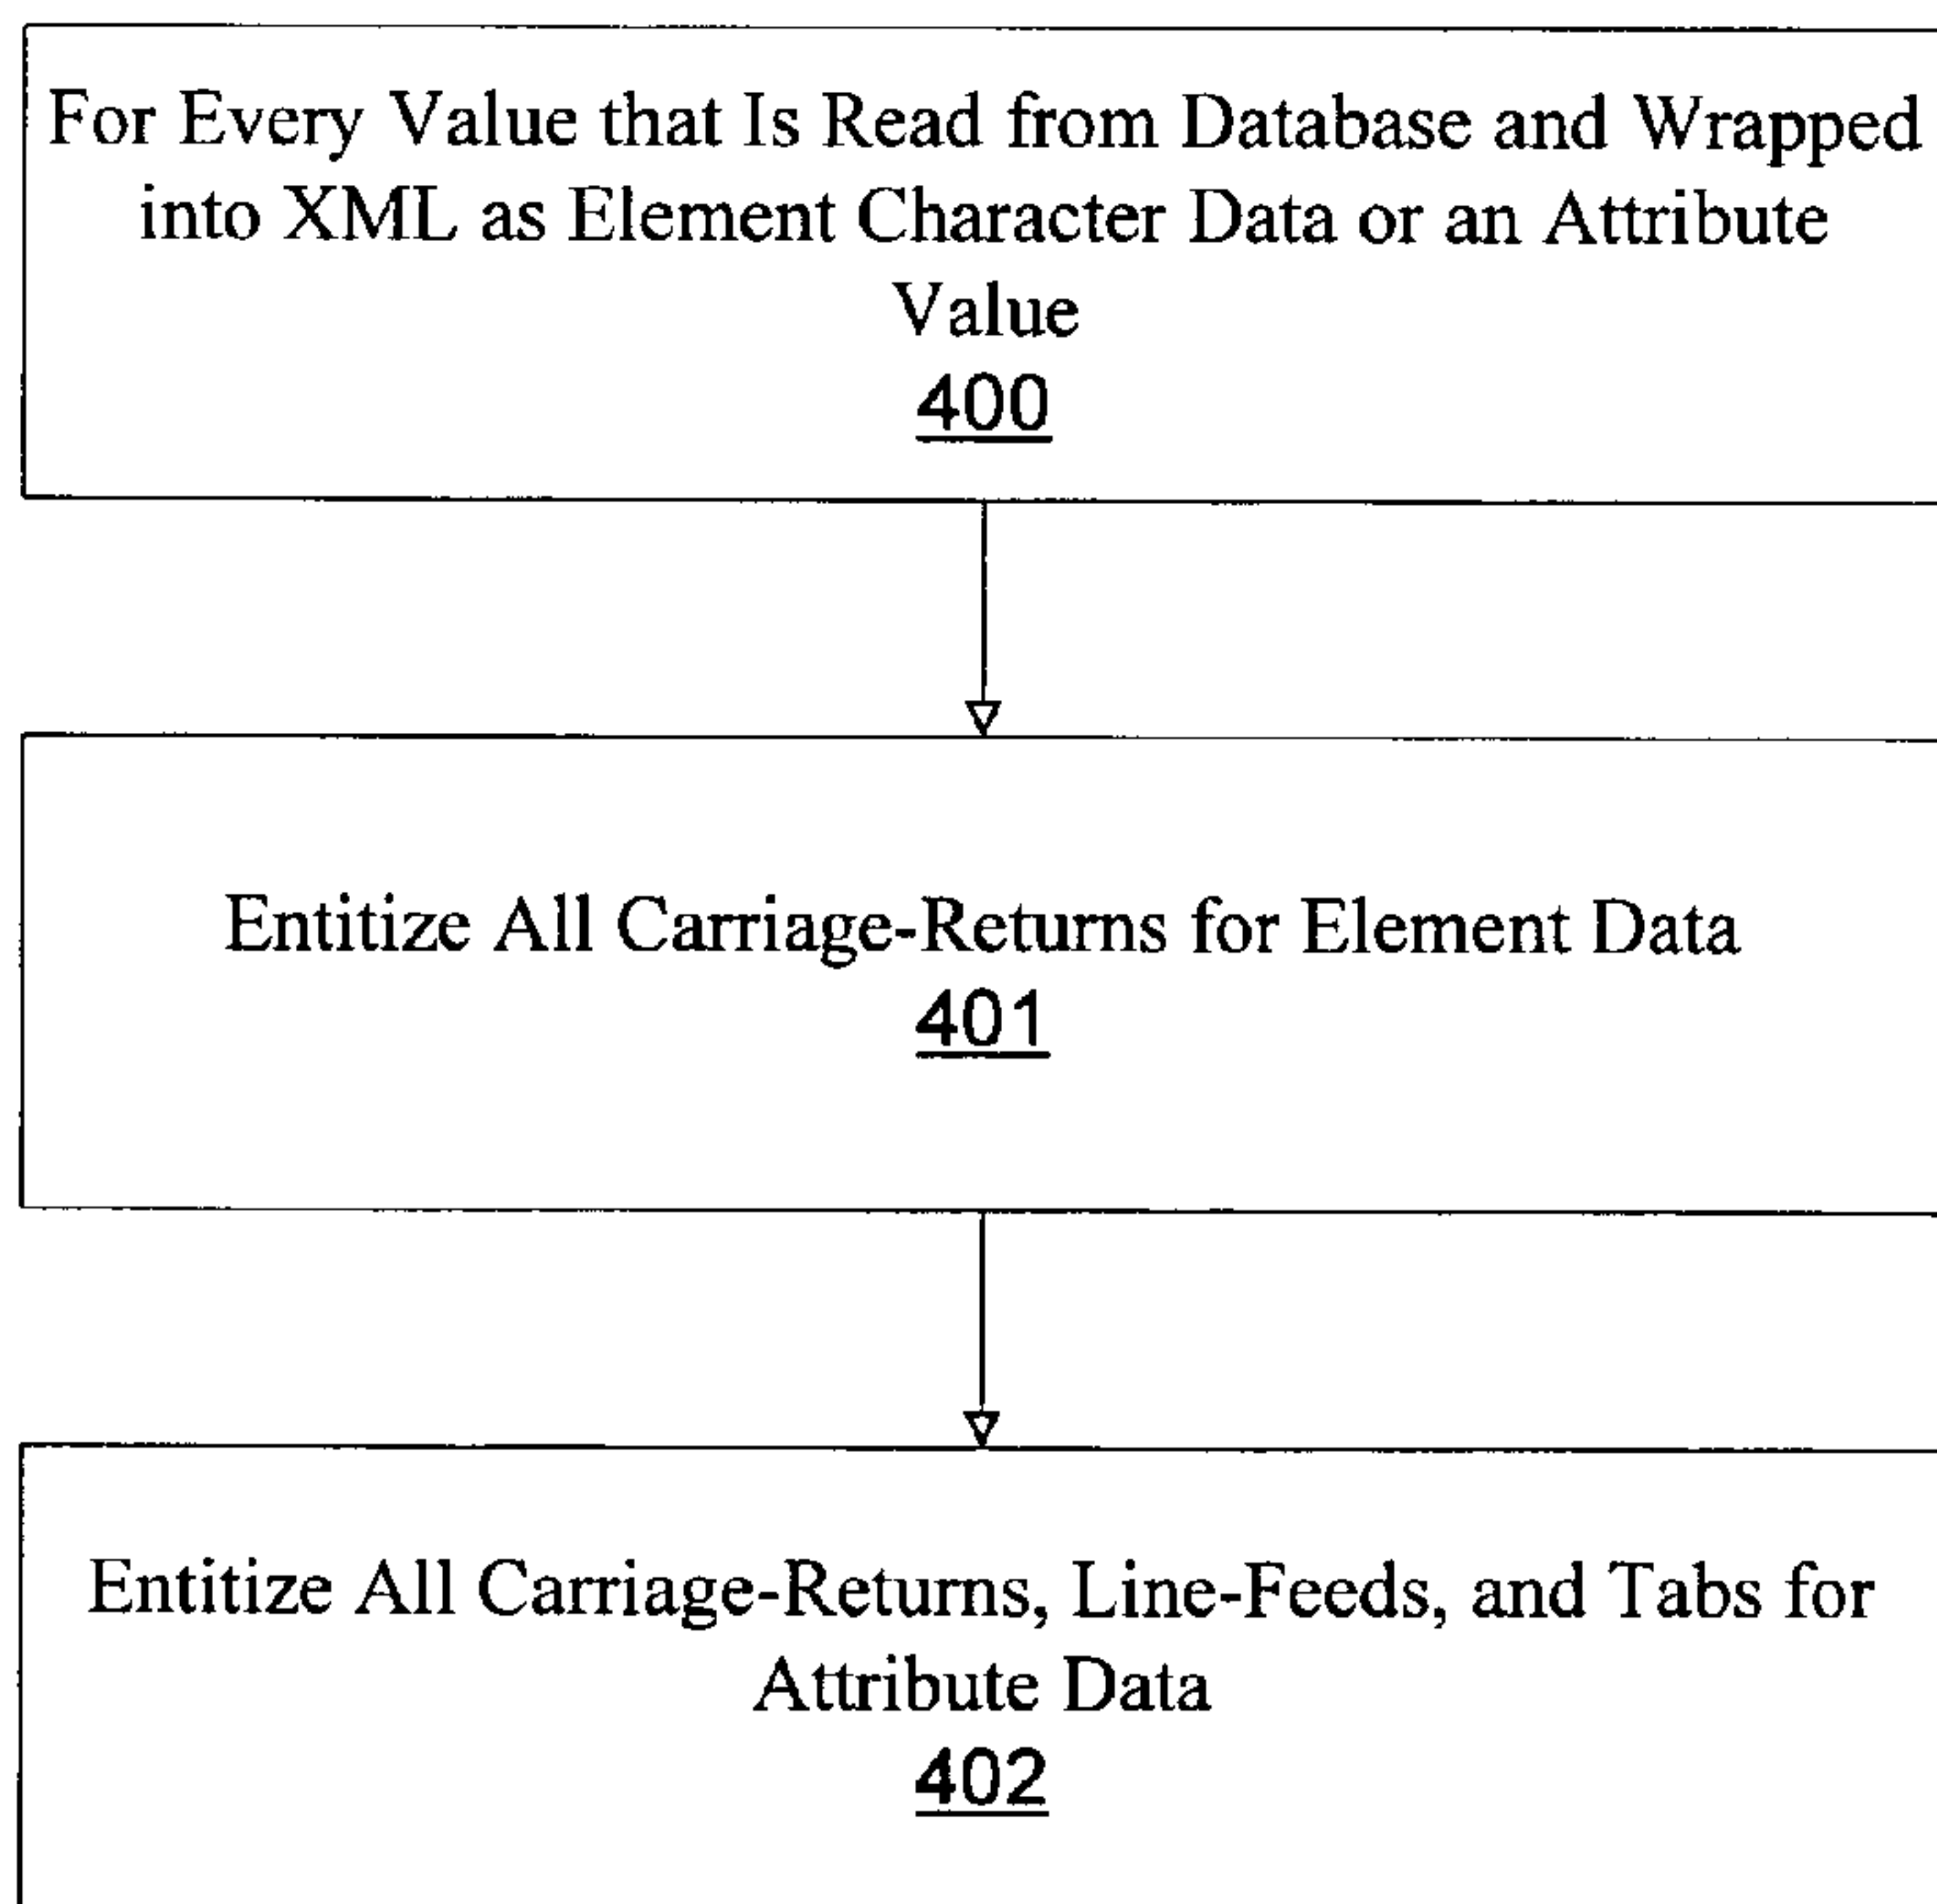 For Every Value that Is Read from Database and Wrapped
into XML as Element Character Data or an Attribute
Value
400
Entitize All Carriage-Returns for Element Data
401
Entitize All Carriage-Returns, Line-Feeds, and Tabs for
Attribute Data
402